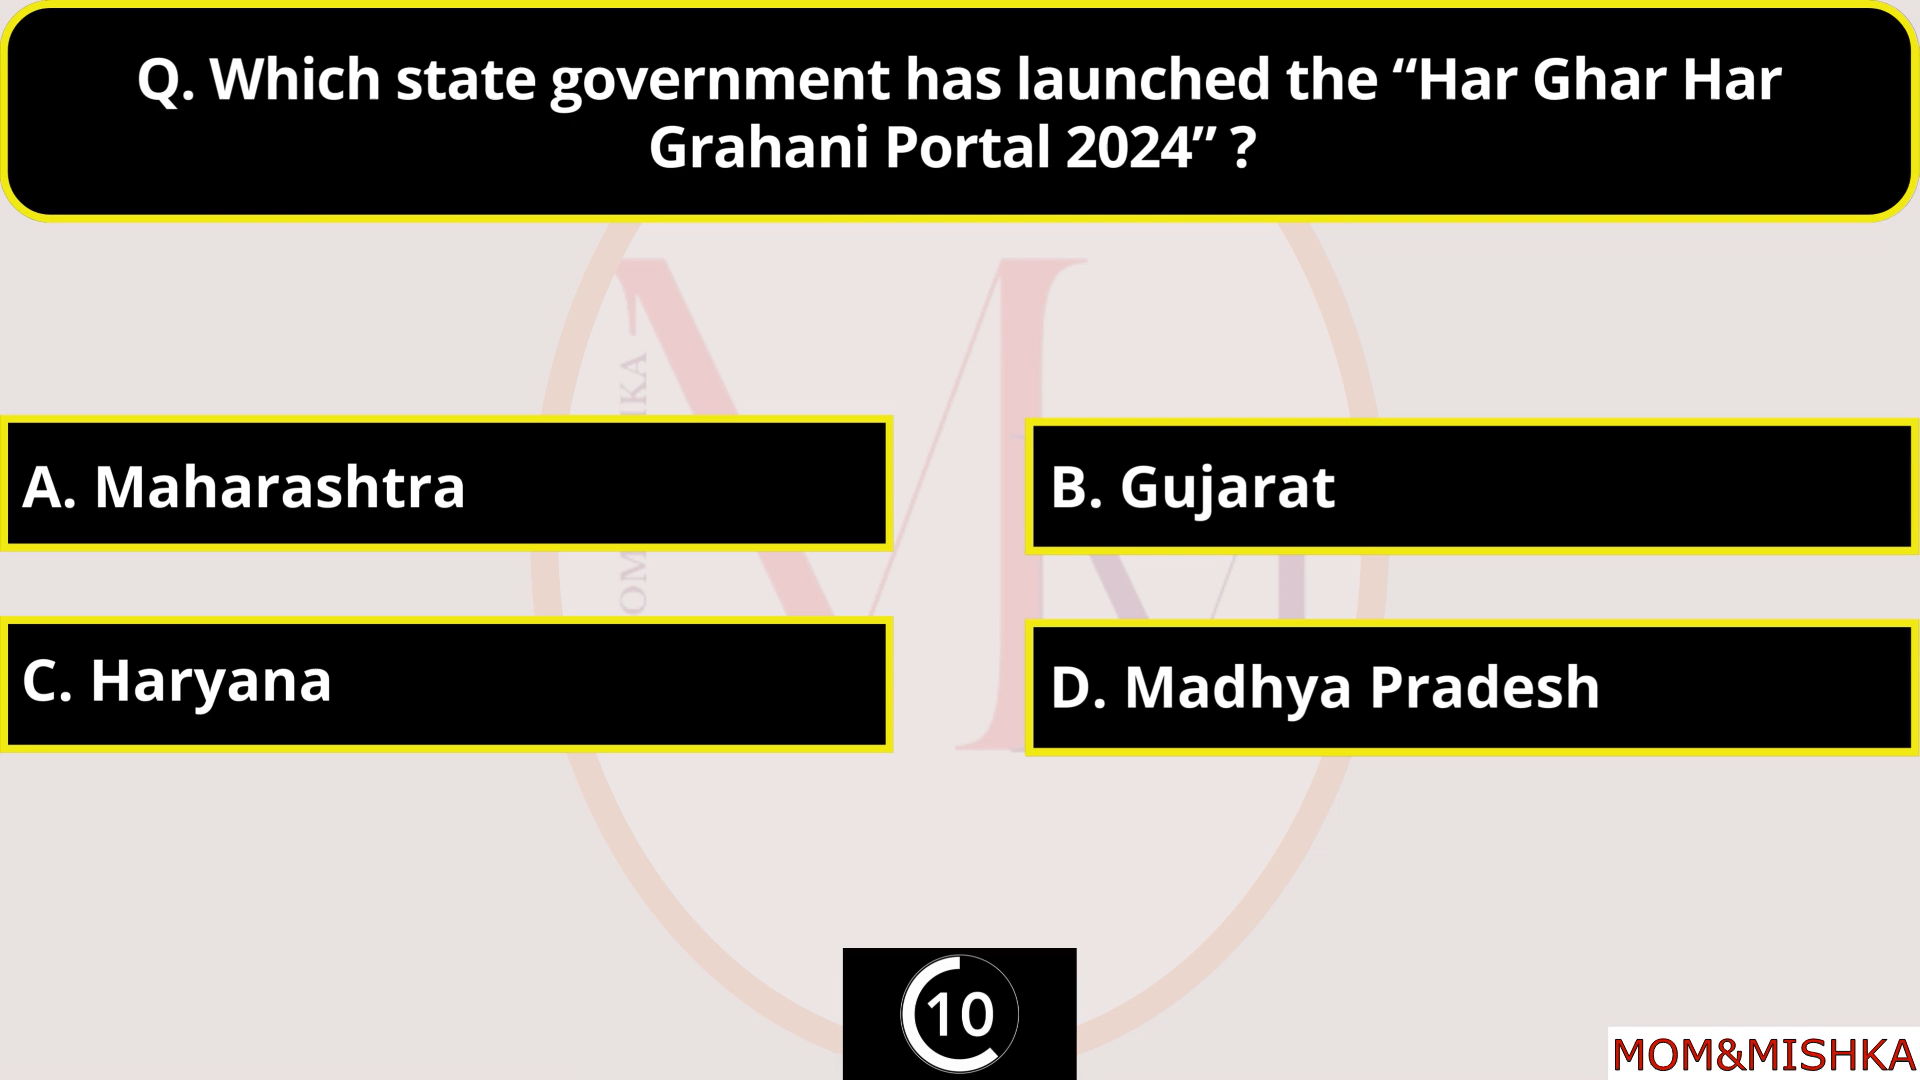 Q. Which state government has launched the “Har Ghar Har
Grahani Portal 2024” ?
A. Maharashtra
B. Gujarat
C. Haryana
D. Madhya Pradesh
10
MOM&MISHKA